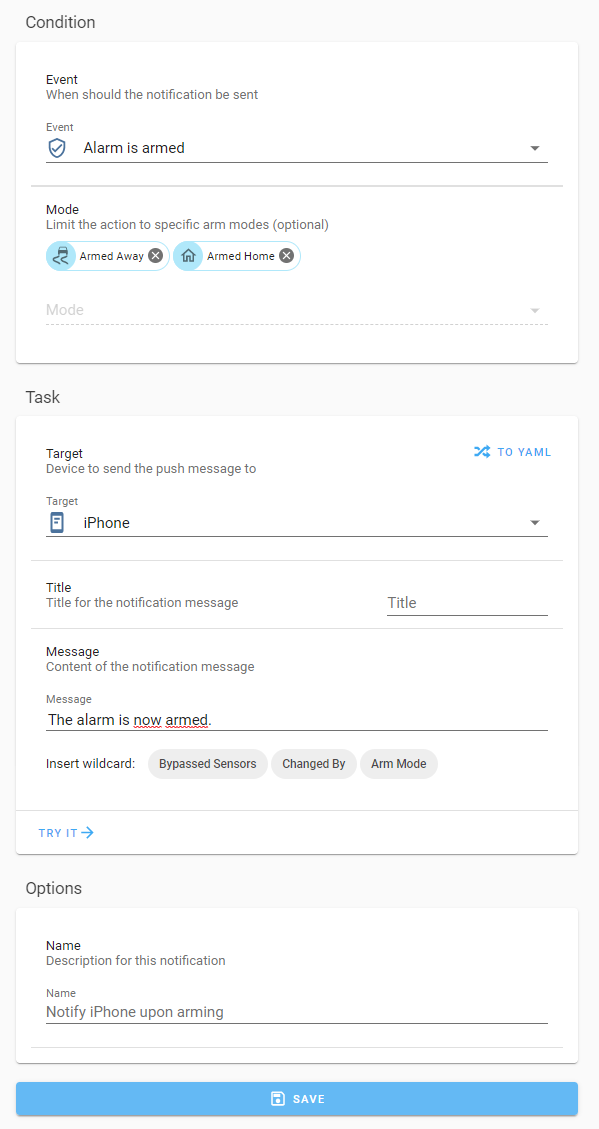 Condition
Event
When should the notification be sent
Event
Alarm is armed
Mode
Limit the action to specific arm modes (optional)
Armed Away Armed Home
Mode
Task
Target TO YAML
Device to send the push message to
Target
iPhone
Title
Title for the notification message Title
Message
Content of the notification message
Message
The alarm is now armed.
Insert wildcard: Bypassed Sensors Changed By Arm Mode
TRY IT
Options
Name
Description for this notification
Name
Notify iPhone upon arming
SAVE